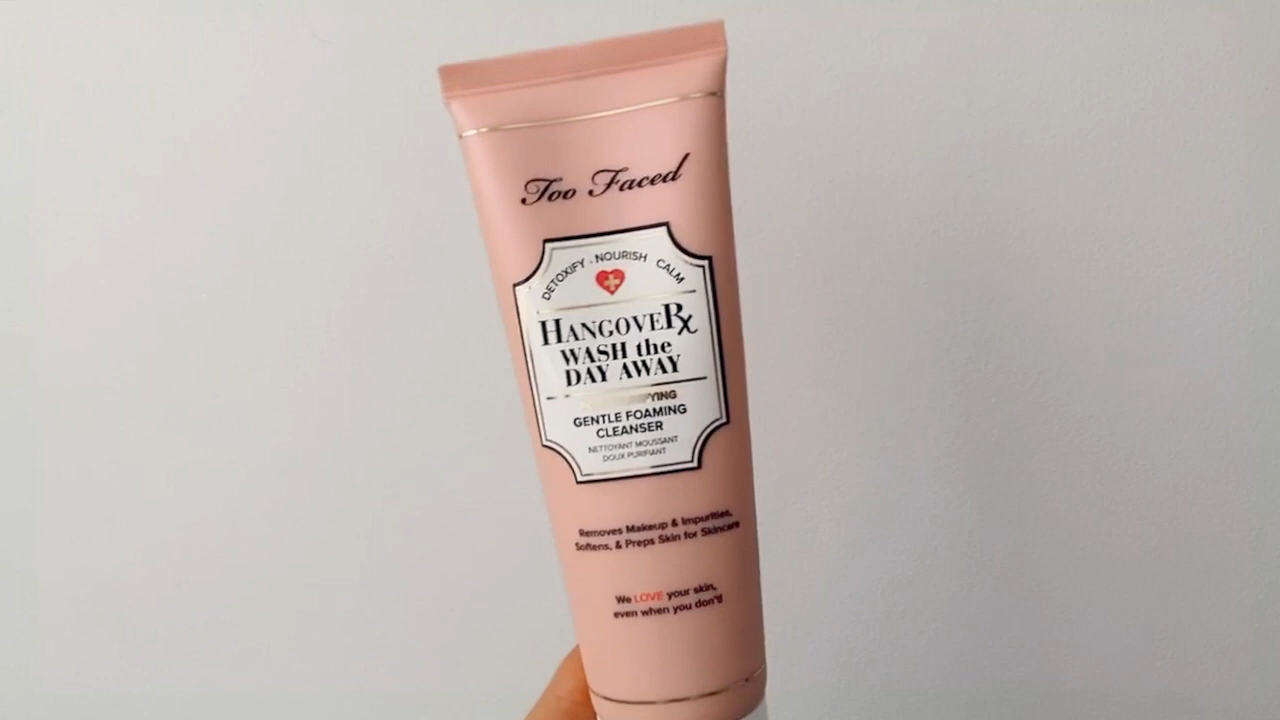 Too Faced
DETOXIFY - NOURISH CALM
HANGOVERx
WASH the
DAY AWAY
GENTLE FOAMING
CLEANSER
NETTOYANT MOUSSANT
DOUX PURIFIANT
Removes Makeup & Impurities,
Softens, & Preps Skin for Skincare
We LOVE your skin,
even when you don't!